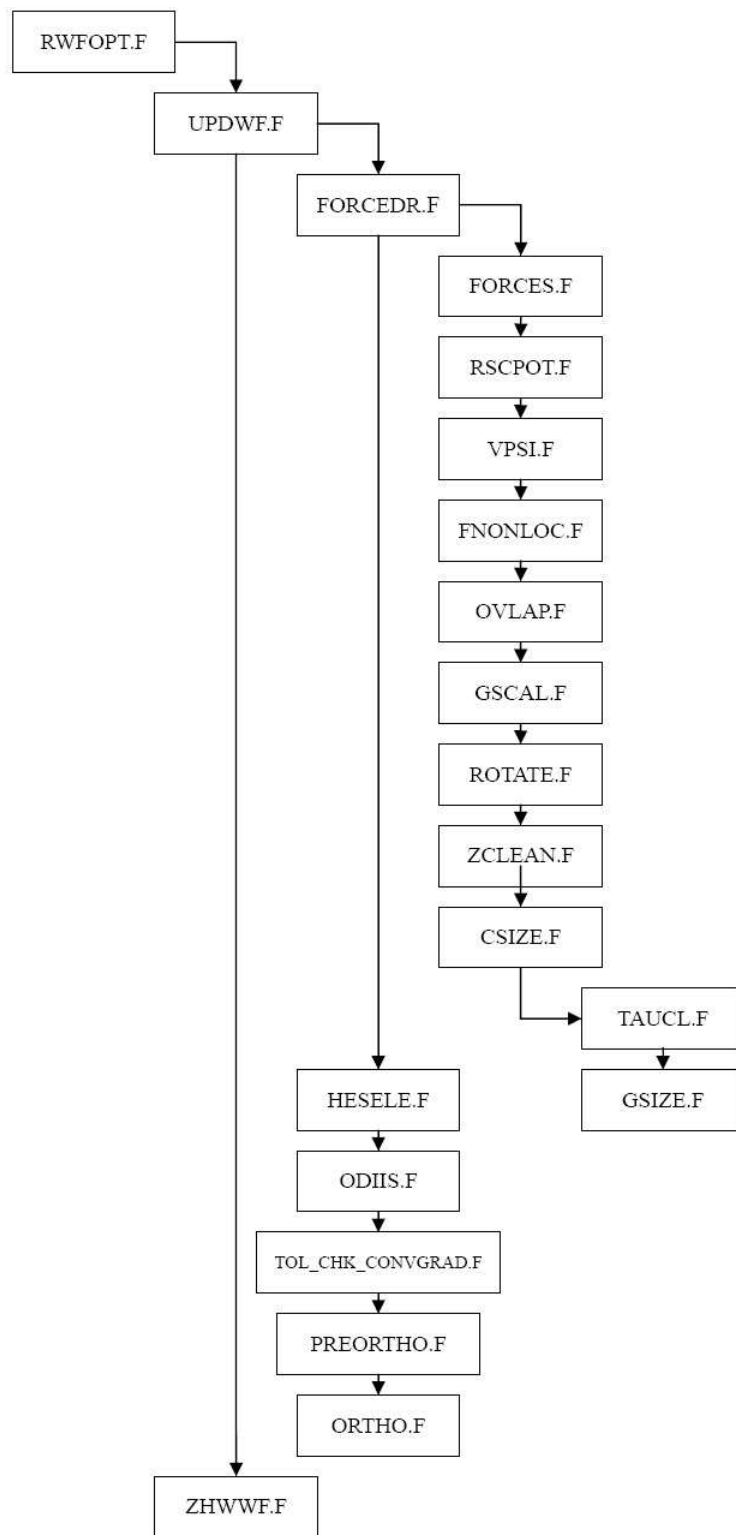 RWFOPT.F
UPDWF.F
FORCEDR.F
FORCES.F
RSCPOT.F
VPSI.F
FNONLOC.F
OVLAP.F
GSCAL.F
ROTATE.F
ZCLEAN.F
CSIZE.F
TAUCL.F
HESELE.F
GSIZE.F
ODIIS.F
TOL_CHK_CONVGRAD.F
PREORTHO.F
ORTHO.F
ZHWWF.F